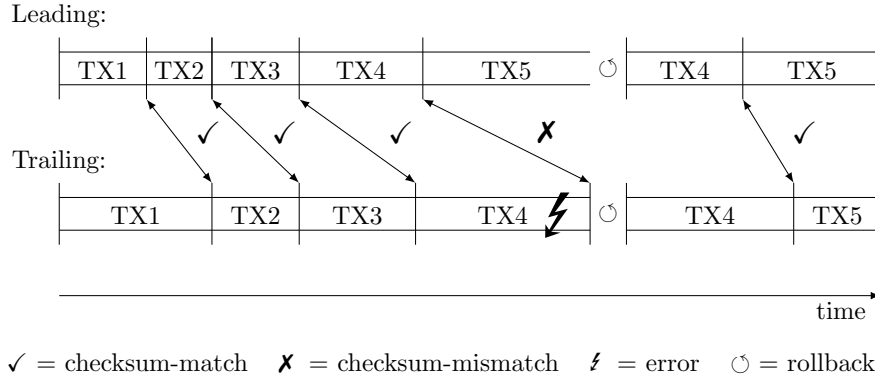 Leading:
TX1 TX2 TX3 TX4 TX5 TX4 TX5
✓ ✓ ✓ ✗ ✓
Trailing:
TX1 TX2 TX3 TX4 TX4 TX5
time
✓ = checksum-match ✗ = checksum-mismatch = error ↺ = rollback